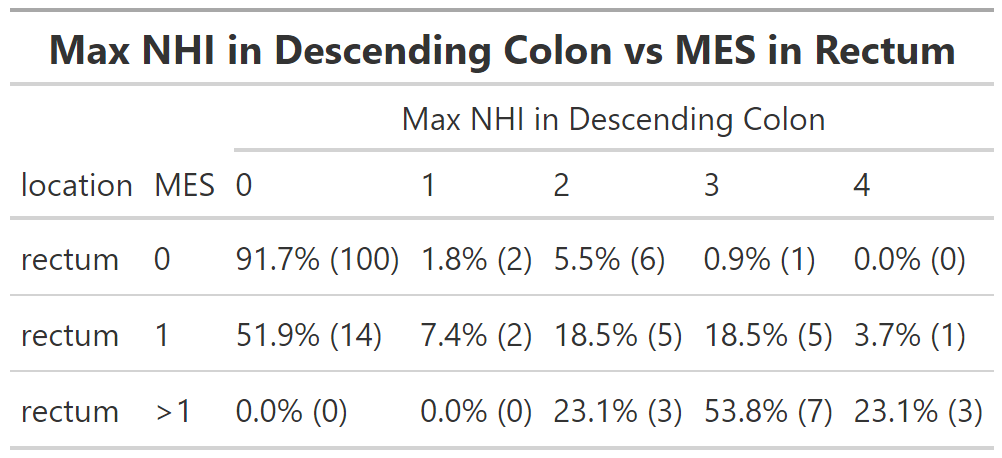 Max NHI in Descending Colon vs MES in Rectum
Max NHI in Descending Colon
location MES 0 1 2 3 4
rectum 0 91.7% (100) 1.8% (2) 5.5% (6) 0.9% (1) 0.0% (0)
rectum 1 51.9% (14) 7.4% (2) 18.5% (5) 18.5% (5) 3.7% (1)
rectum >1 0.0% (0) 0.0% (0) 23.1% (3) 53.8% (7) 23.1% (3)